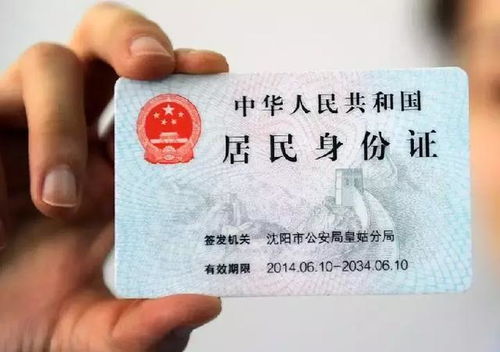 中华人民共和国
居民身份证
签发机关 沈阳市公安局皇姑分局
有效期限 2014.06.10-2034.06.10